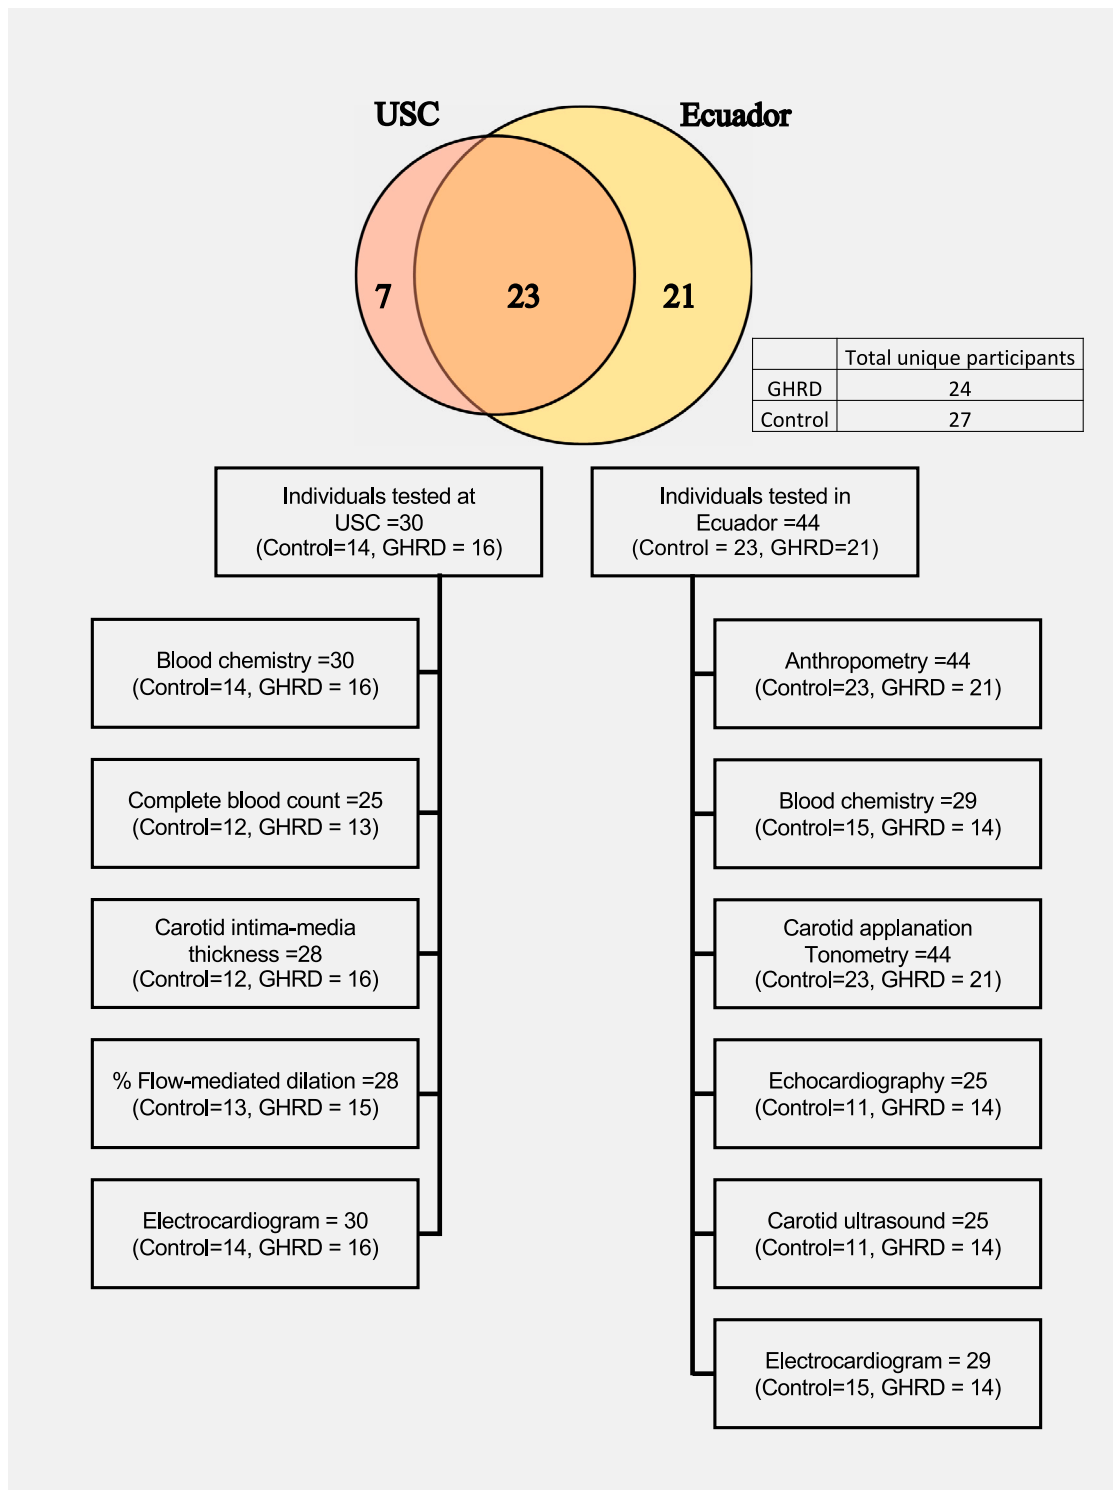 USC
Ecuador
7
23
21
Total unique participants
GHRD 24
Control 27
Individuals tested at
USC =30
(Control=14, GHRD = 16)
Individuals tested in
Ecuador =44
(Control = 23, GHRD=21)
Blood chemistry =30
(Control=14, GHRD = 16)
Complete blood count =25
(Control=12, GHRD = 13)
Carotid intima-media
thickness =28
(Control=12, GHRD = 16)
% Flow-mediated dilation =28
(Control=13, GHRD = 15)
Electrocardiogram = 30
(Control=14, GHRD = 16)
Anthropometry =44
(Control=23, GHRD = 21)
Blood chemistry =29
(Control=15, GHRD = 14)
Carotid applanation
Tonometry =44
(Control=23, GHRD = 21)
Echocardiography =25
(Control=11, GHRD = 14)
Carotid ultrasound =25
(Control=11, GHRD = 14)
Electrocardiogram = 29
(Control=15, GHRD = 14)